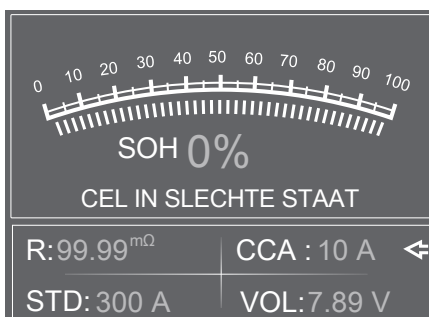 0 10 20 30 40 50 60 70 80 90 100
SOH 0%
CEL IN SLECHTE STAAT
R:99.99mΩ CCA : 10 A
STD: 300 A VOL:7.89 V